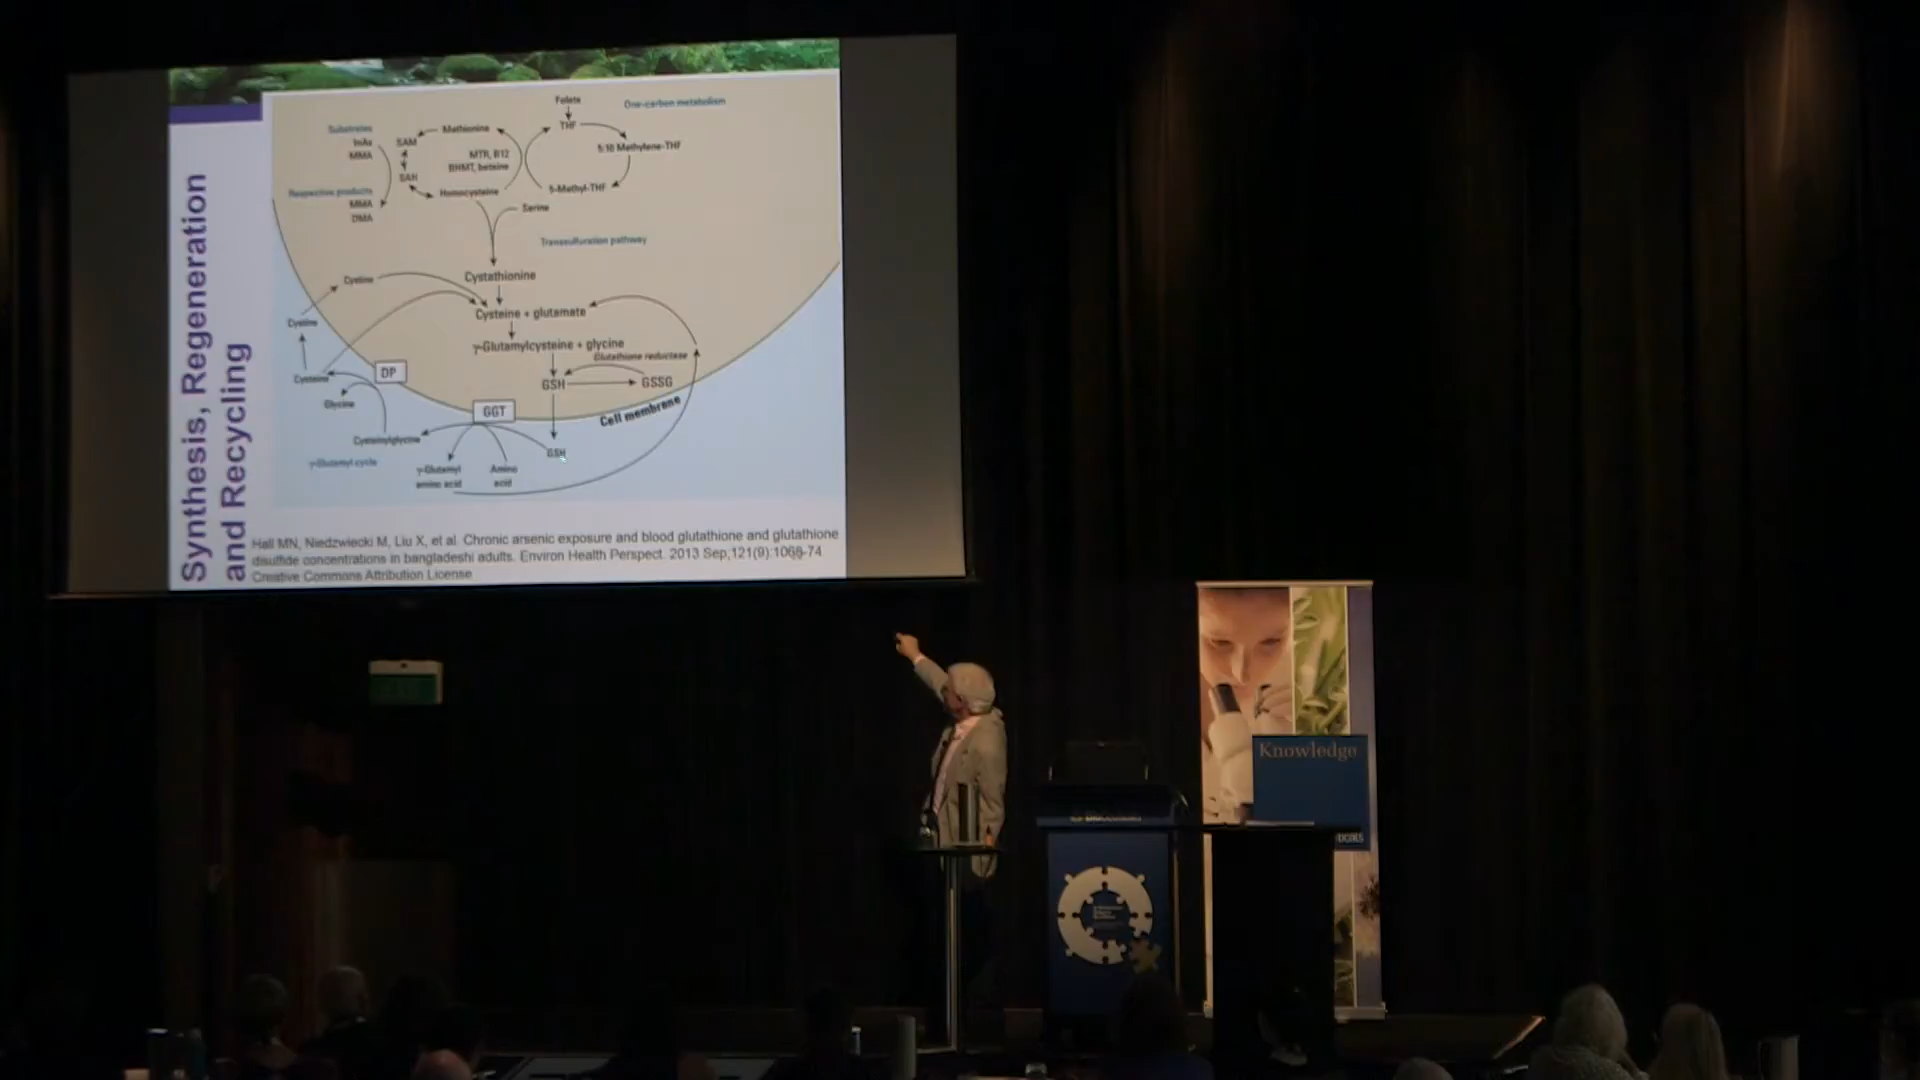 Synthesis, Regeneration
and Recycling
Folate
One-carbon metabolism
Substrates
InAs
MMA
SAM
Methionine
THF
MTR, B12
BHMT, betaine
5:10 Methylene-THF
SAH
Respective products
MMA
DMA
Homocysteine
5-Methyl-THF
Serine
Transsulfuration pathway
Cystine
Cystathionine
Cysteine + glutamate
Cystine
γ-Glutamylcysteine + glycine
Glutathione reductase
DP
Cysteine
GSH
GSSG
Glycine
GGT
Cell membrane
Cysteinylglycine
GSH
γ-Glutamyl cycle
γ-Glutamyl
amino acid
Amino
acid
Hall MN, Niedzwiecki M, Liu X, et al. Chronic arsenic exposure and blood glutathione and glutathione
disulfide concentrations in bangladeshi adults. Environ Health Perspect. 2013 Sep;121(9):1068-74
Creative Commons Attribution License
Knowledge